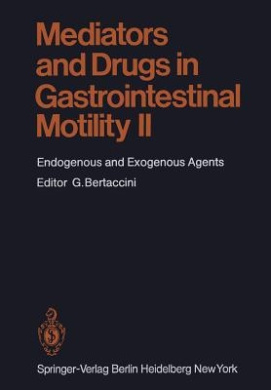 Mediators
and Drugs in
Gastrointestinal
Motility II
Endogenous and Exogenous Agents
Editor G.Bertaccini
Springer-Verlag Berlin Heidelberg New York